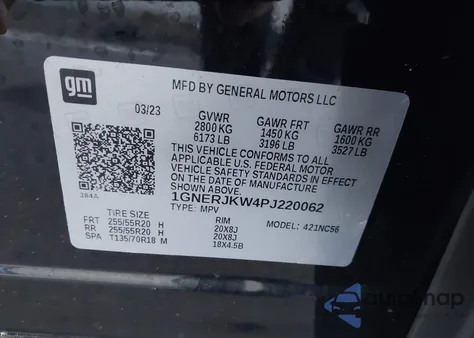 gm
MFD BY GENERAL MOTORS LLC
03/23
GVWR GAWR FRT GAWR RR
2800 KG 1450 KG 1600 KG
6173 LB 3196 LB 3527 LB
THIS VEHICLE CONFORMS TO ALL
APPLICABLE U.S. FEDERAL MOTOR
VEHICLE SAFETY STANDARDS IN EFFECT
ON THE DATE OF MANUFACTURE SHOWN ABOVE
384A
1GNERJKW4PJ220062
TYPE: MPV
MODEL: 421NC56
TIRE SIZE RIM
FRT 255/55R20 H 20X8J
RR 255/55R20 H 20X8J
SPA T135/70R18 M 18X4.5B
autosnap